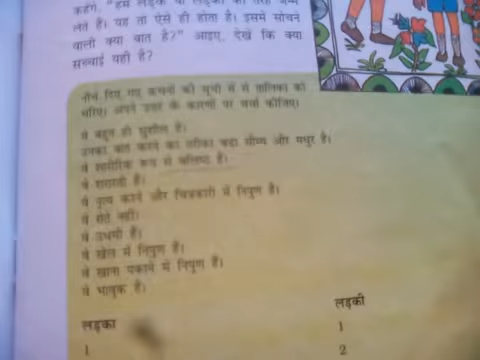 कहेंगे, "हम लड़के या लड़की की तरह जन्म
लेते हैं। यह तो ऐसे ही होता है। इसमें सोचने
वाली क्या बात है?" आइए, देखें कि क्या
सच्चाई यही है?
नीचे दिए गए कथनों की सूची में से तालिका को
भरिए। अपने उत्तर के कारणों पर चर्चा कीजिए।
वे बहुत ही सुशील हैं।
उनका बात करने का तरीका बड़ा सौम्य और मधुर है।
वे शारीरिक रूप से बलिष्ठ हैं।
वे शरारती हैं।
वे नृत्य करने और चित्रकारी में निपुण हैं।
वे रोते नहीं।
वे उधमी हैं।
वे खेल में निपुण हैं।
वे खाना पकाने में निपुण हैं।
वे भावुक हैं।
लड़का
लड़की
1
1
2